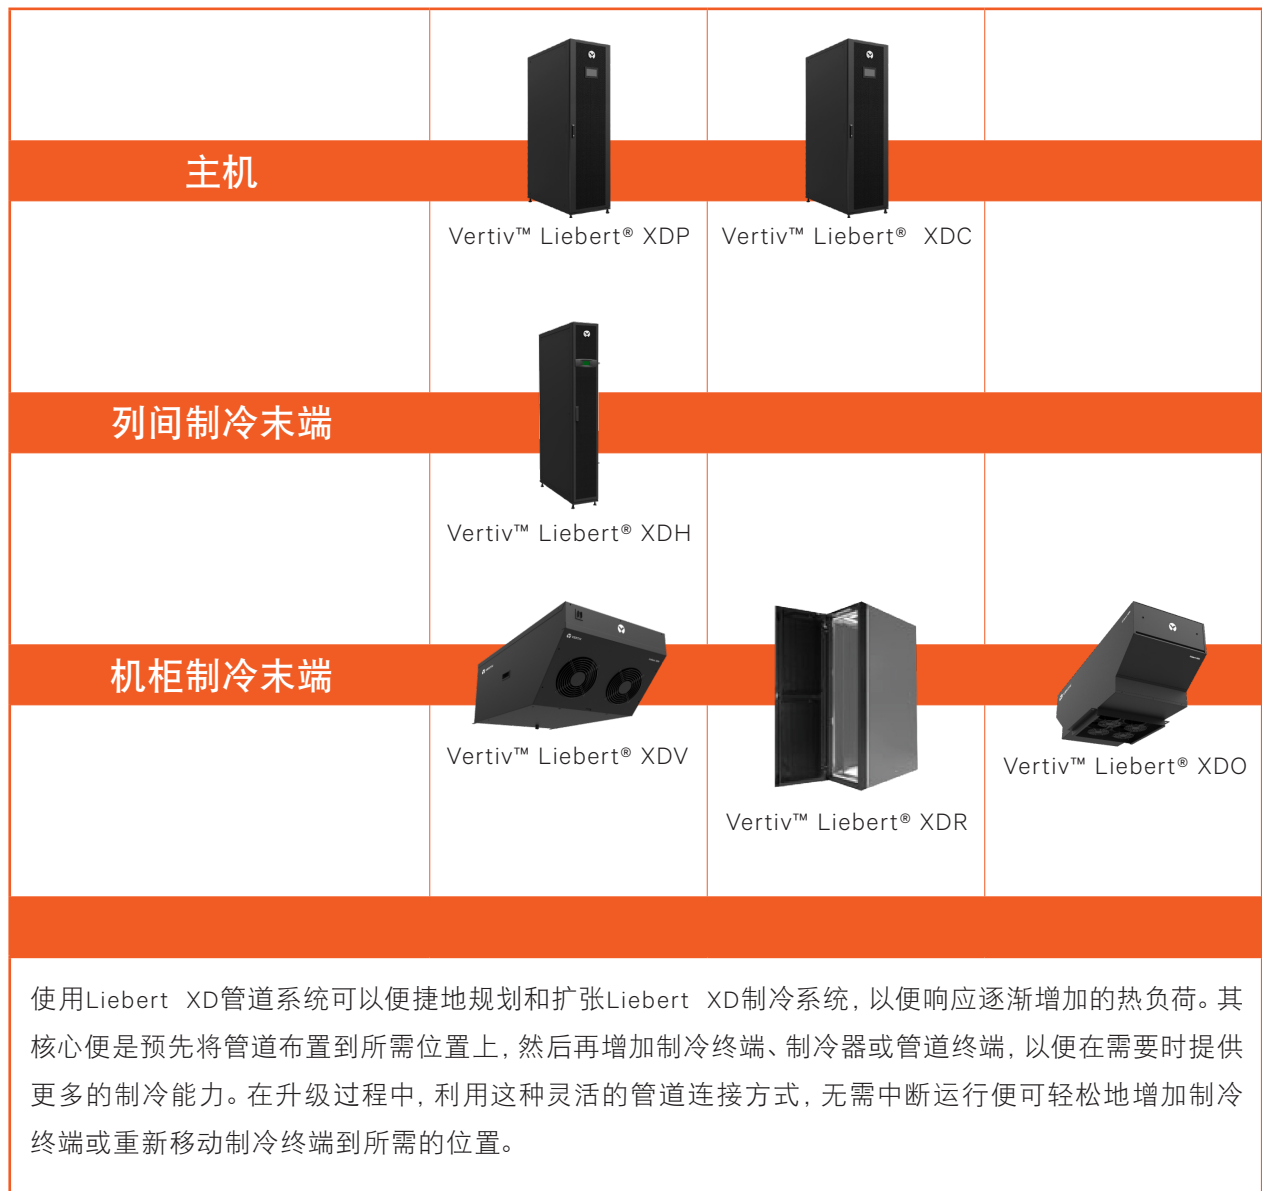 主机
Vertiv™ Liebert® XDP
Vertiv™ Liebert® XDC
列间制冷末端
Vertiv™ Liebert® XDH
机柜制冷末端
Vertiv™ Liebert® XDV
Vertiv™ Liebert® XDR
Vertiv™ Liebert® XDO
使用Liebert XD管道系统可以便捷地规划和扩张Liebert XD制冷系统，以便响应逐渐增加的热负荷。其
核心便是预先将管道布置到所需位置上，然后再增加制冷终端、制冷器或管道终端，以便在需要时提供
更多的制冷能力。在升级过程中，利用这种灵活的管道连接方式，无需中断运行便可轻松地增加制冷
终端或重新移动制冷终端到所需的位置。